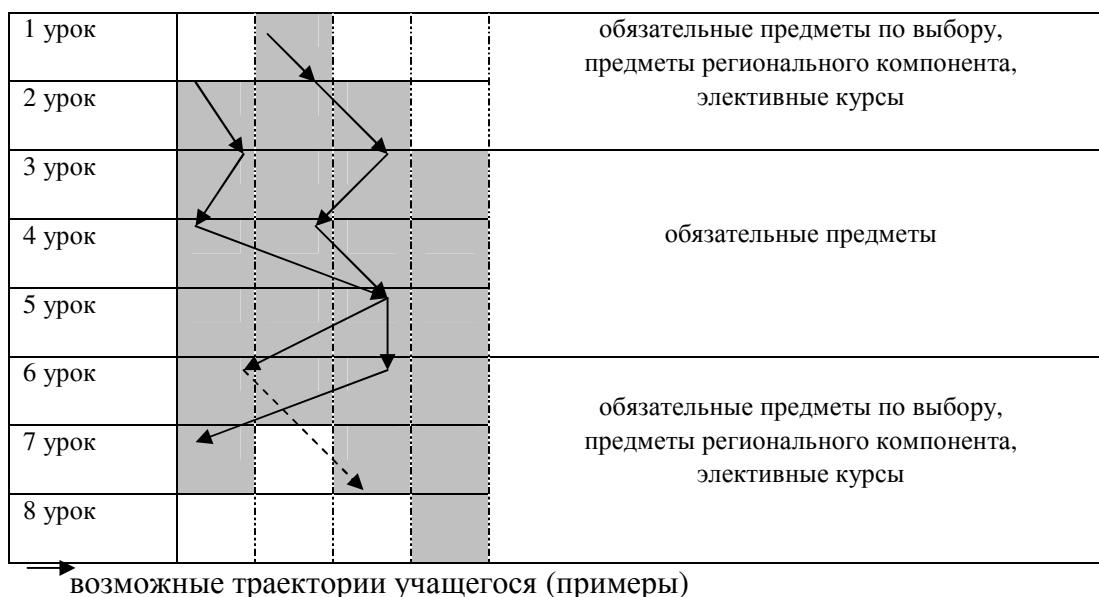 1 урок
обязательные предметы по выбору,
предметы регионального компонента,
элективные курсы
2 урок
3 урок
4 урок
обязательные предметы
5 урок
6 урок
обязательные предметы по выбору,
предметы регионального компонента,
элективные курсы
7 урок
8 урок
возможные траектории учащегося (примеры)